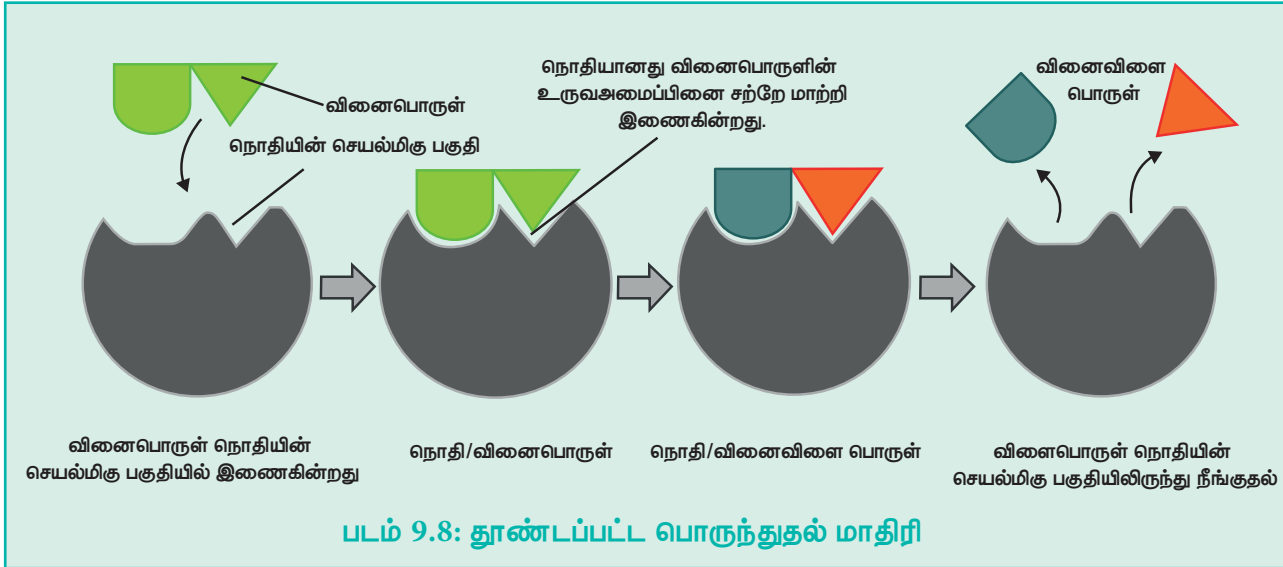 வினைபொருள்
நொதியின் செயல்மிகு பகுதி
நொதியானது வினைபொருளின்
உருவஅமைப்பினை சற்றே மாற்றி
இணைகின்றது.
வினைவிளை
பொருள்
வினைபொருள் நொதியின்
செயல்மிகு பகுதியில் இணைகின்றது
நொதி/வினைபொருள்
நொதி/வினைவிளை பொருள்
விளைபொருள் நொதியின்
செயல்மிகு பகுதியிலிருந்து நீங்குதல்
படம் 9.8: தூண்டப்பட்ட பொருந்துதல் மாதிரி